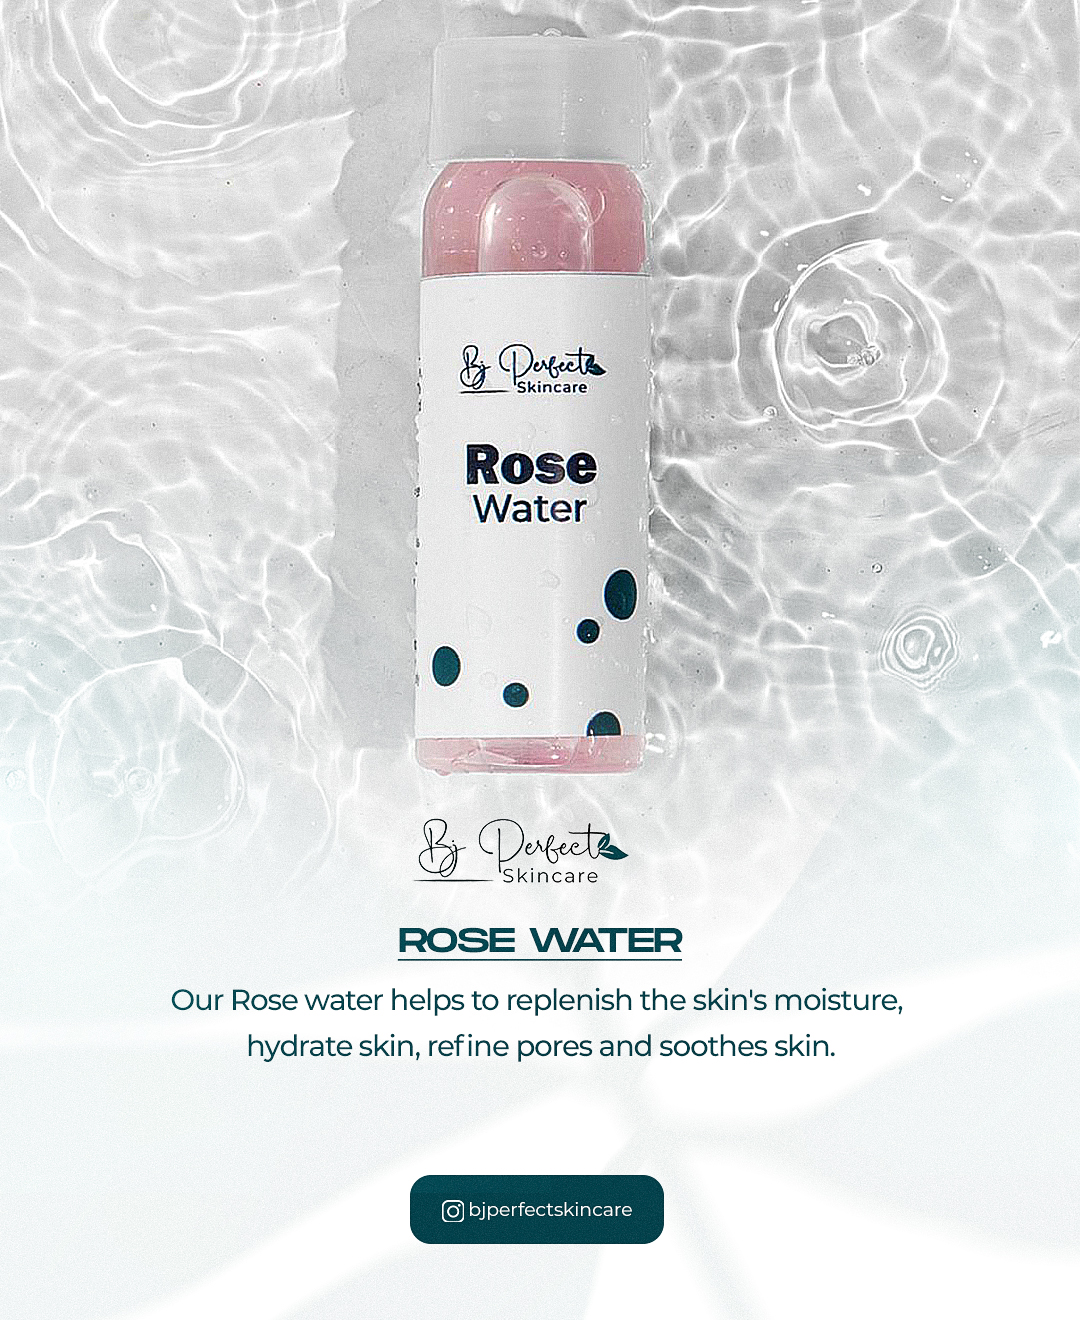 Bj Perfect
Skincare
Rose
Water
Bj Perfect
Skincare
ROSE WATER
Our Rose water helps to replenish the skin's moisture,
hydrate skin, refine pores and soothes skin.
bjperfectskincare